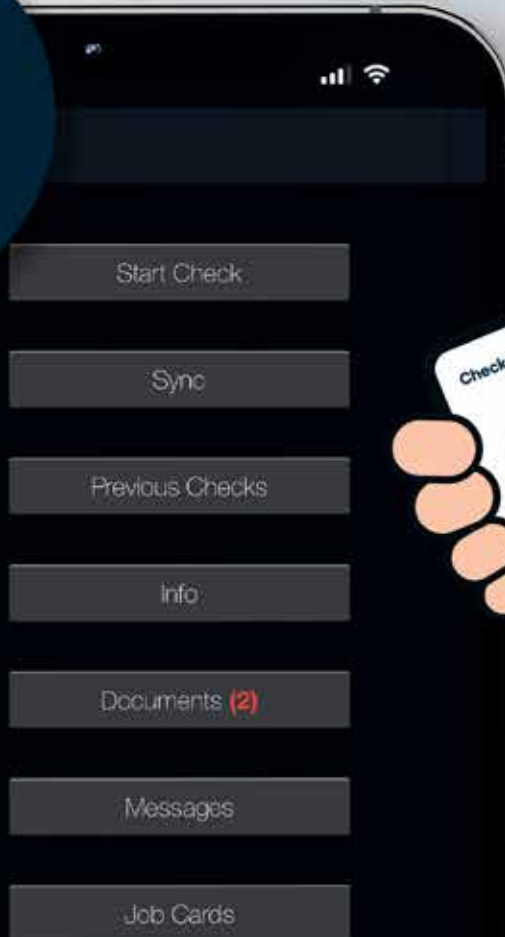 Start Check
Sync
Check
Previous Checks
Info
Documents (2)
Messages
Job Cards